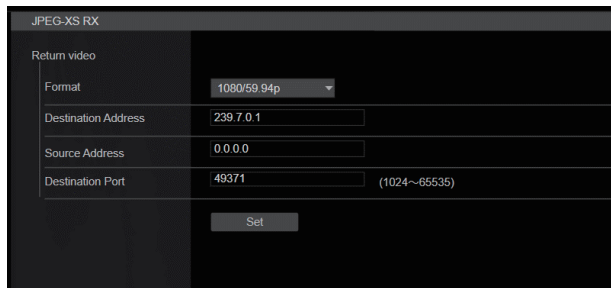 JPEG-XS RX
Return video
Format 1080/59.94p
Destination Address 239.7.0.1
Source Address 0.0.0.0
Destination Port 49371 (1024～65535)
Set